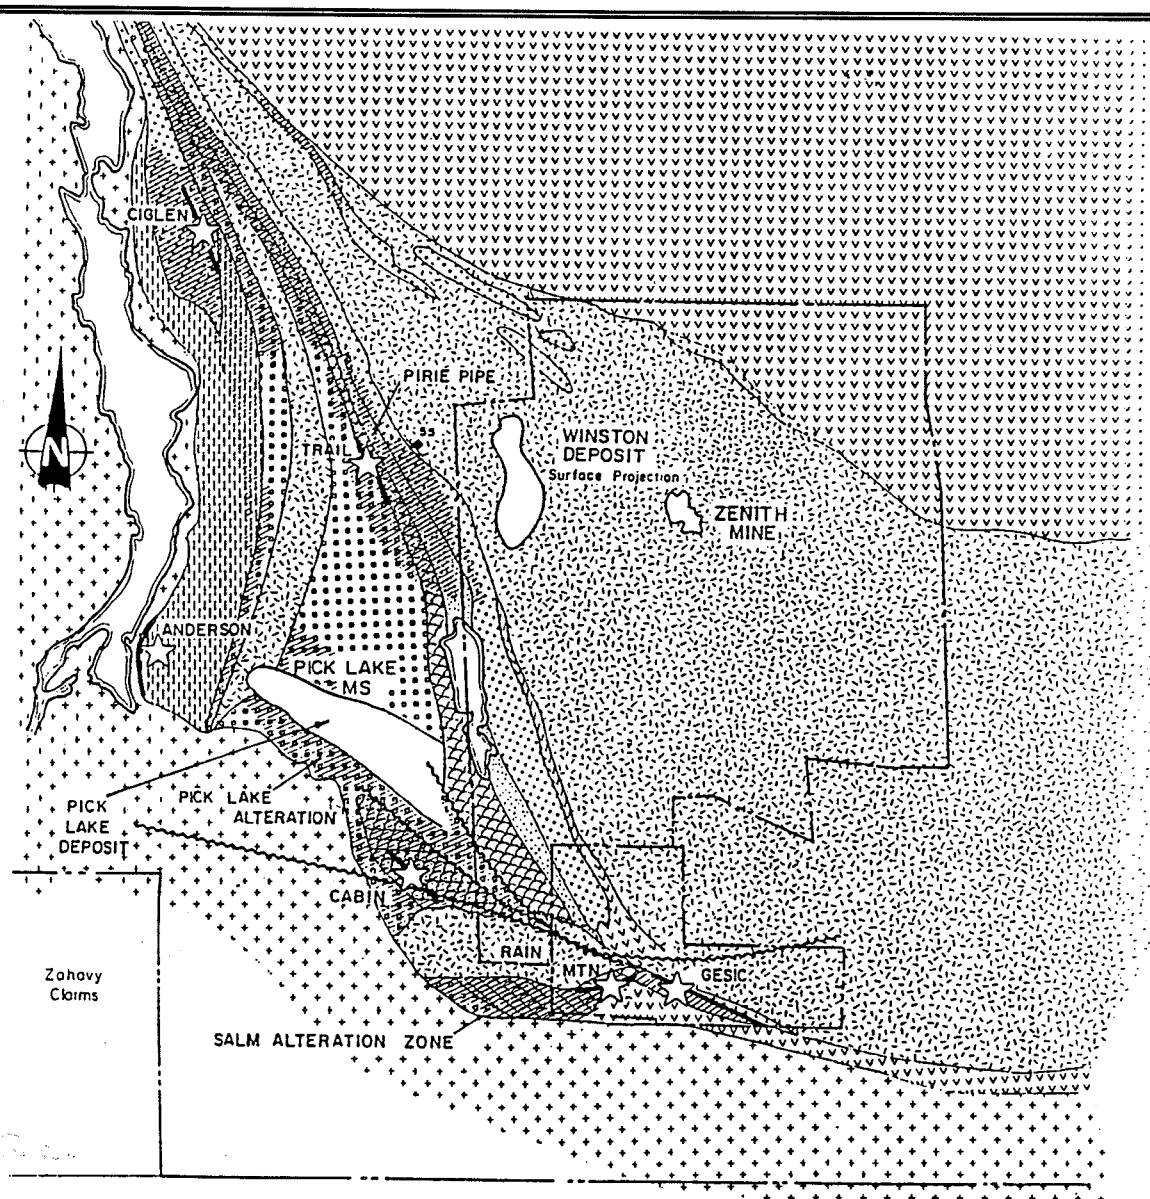 CIGLEN
PIRIE PIPE
ss
TRAIL
WINSTON
DEPOSIT
Surface Projection
N
ZENITH
MINE
ANDERSON
PICK LAKE
MS
PICK
LAKE
DEPOSIT
PICK LAKE
ALTERATION
CABIN
RAIN
MTN
GESIC
Zahavy
Claims
SALM ALTERATION ZONE